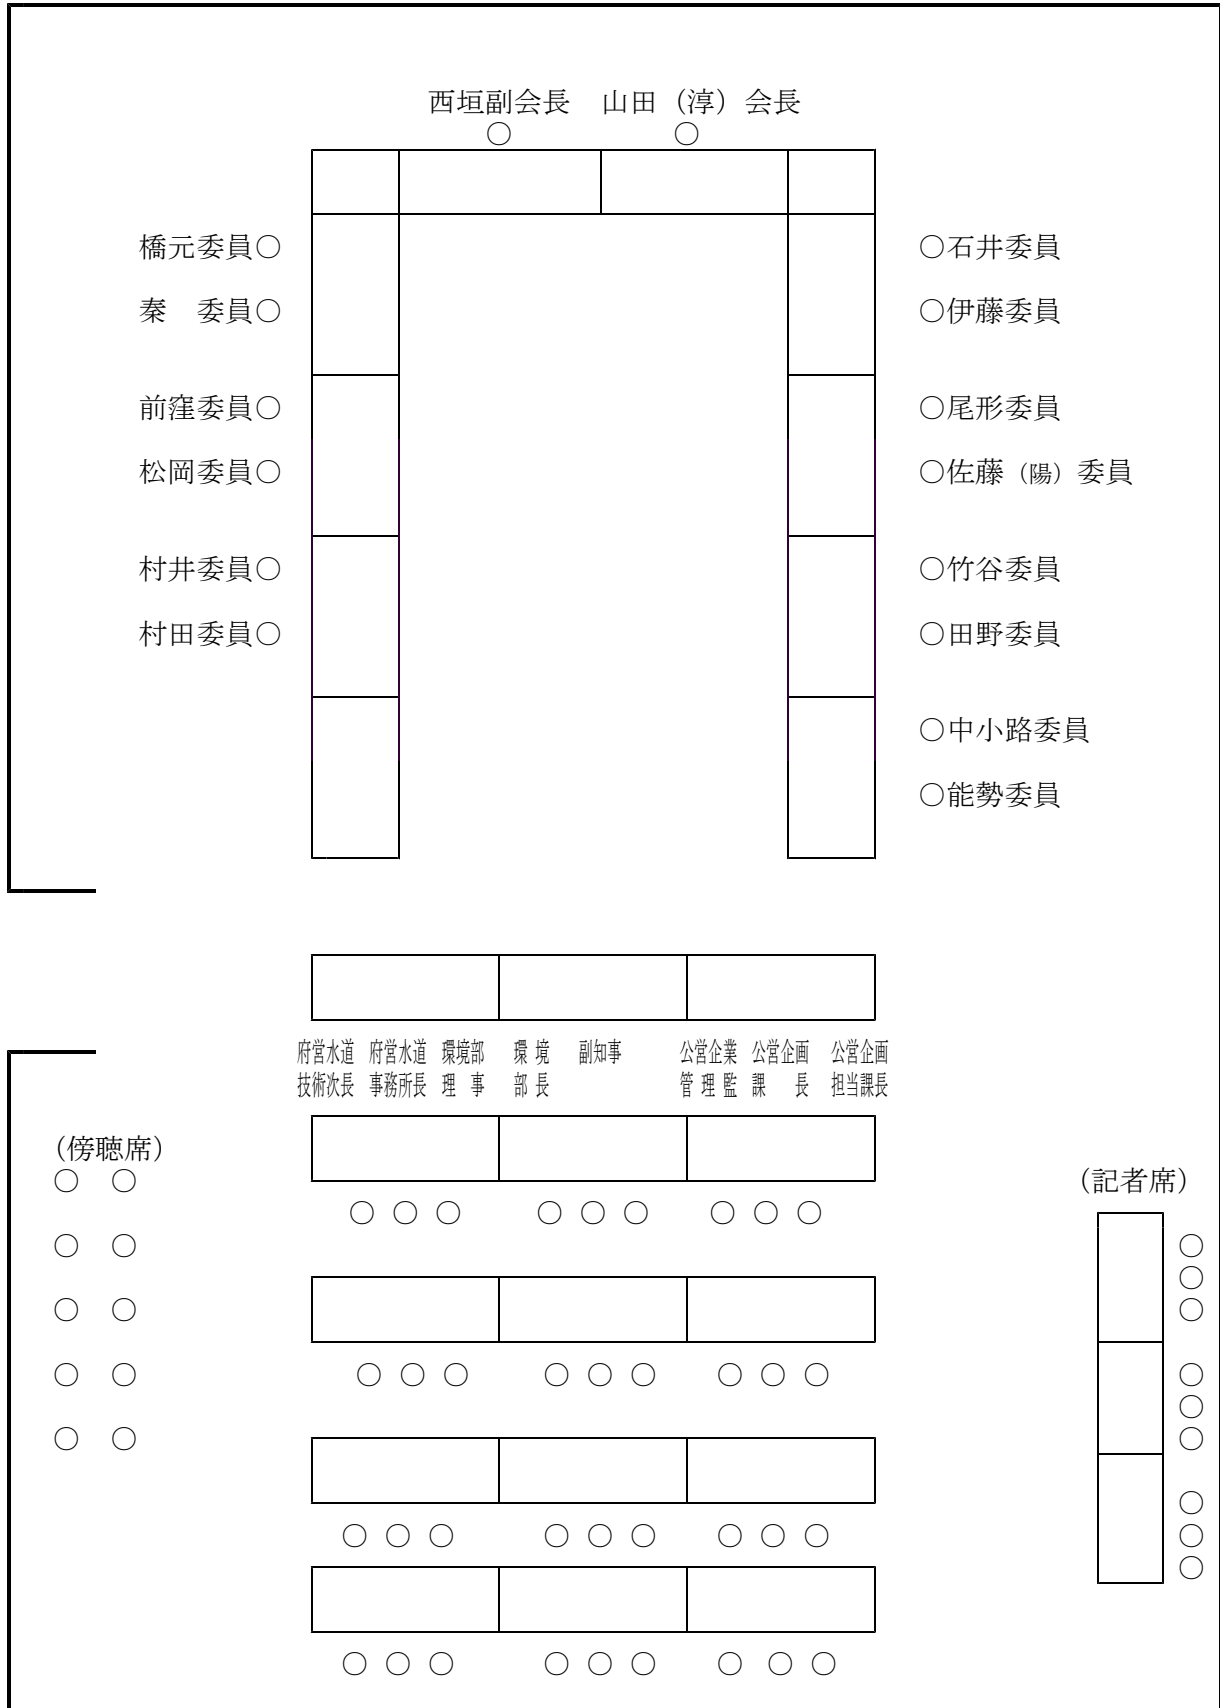 西垣副会長　山田（淳）会長
○　○
橋元委員○　○石井委員
秦　委員○　○伊藤委員
前窪委員○　○尾形委員
松岡委員○　○佐藤（陽）委員
村井委員○　○竹谷委員
村田委員○　○田野委員
○中小路委員
○能勢委員
府営水道　府営水道　環境部　環境　副知事　公営企業　公営企画　公営企画
技術次長　事務所長　理事　部長　管理監　課長　担当課長
（傍聴席）
○　○
（記者席）
○　○　○　○　○　○　○　○　○
○　○　○
○
○　○　○
○　○　○　○　○　○　○　○　○
○　○　○
○
○　○　○
○　○　○　○　○　○　○　○　○
○
○
○　○　○　○　○　○　○　○　○